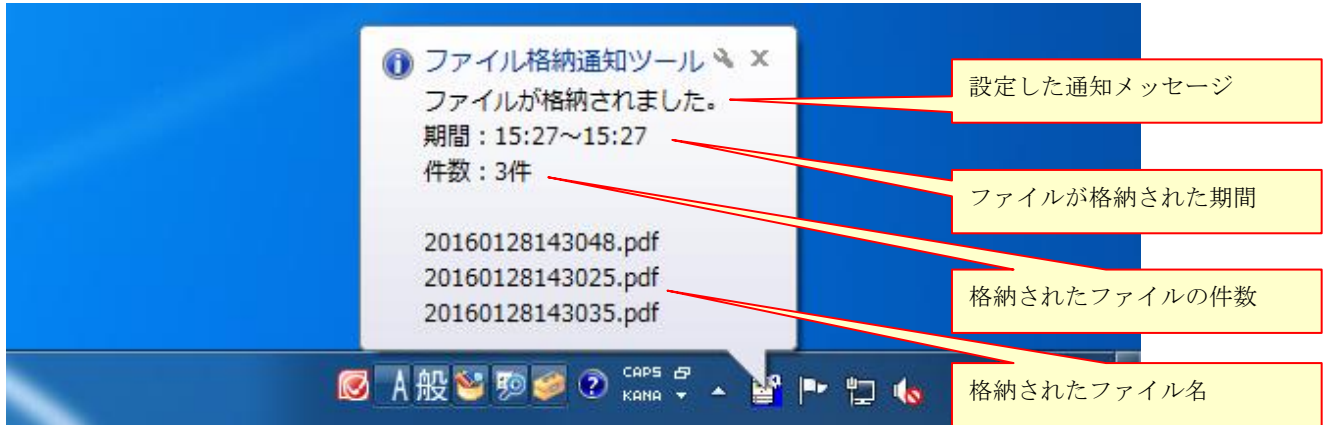 ファイル格納通知ツール
ファイルが格納されました。
期間：15:27～15:27
件数：3件
20160128143048.pdf
20160128143025.pdf
20160128143035.pdf
設定した通知メッセージ
ファイルが格納された期間
格納されたファイルの件数
格納されたファイル名
A 般
CAPS
KANA